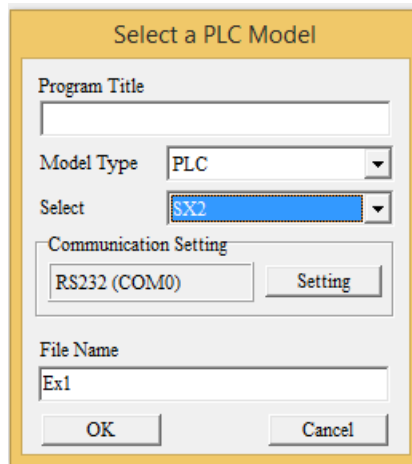 Select a PLC Model
Program Title
Model Type PLC
Select SX2
Communication Setting
RS232 (COM0) Setting
File Name
Ex1
OK Cancel